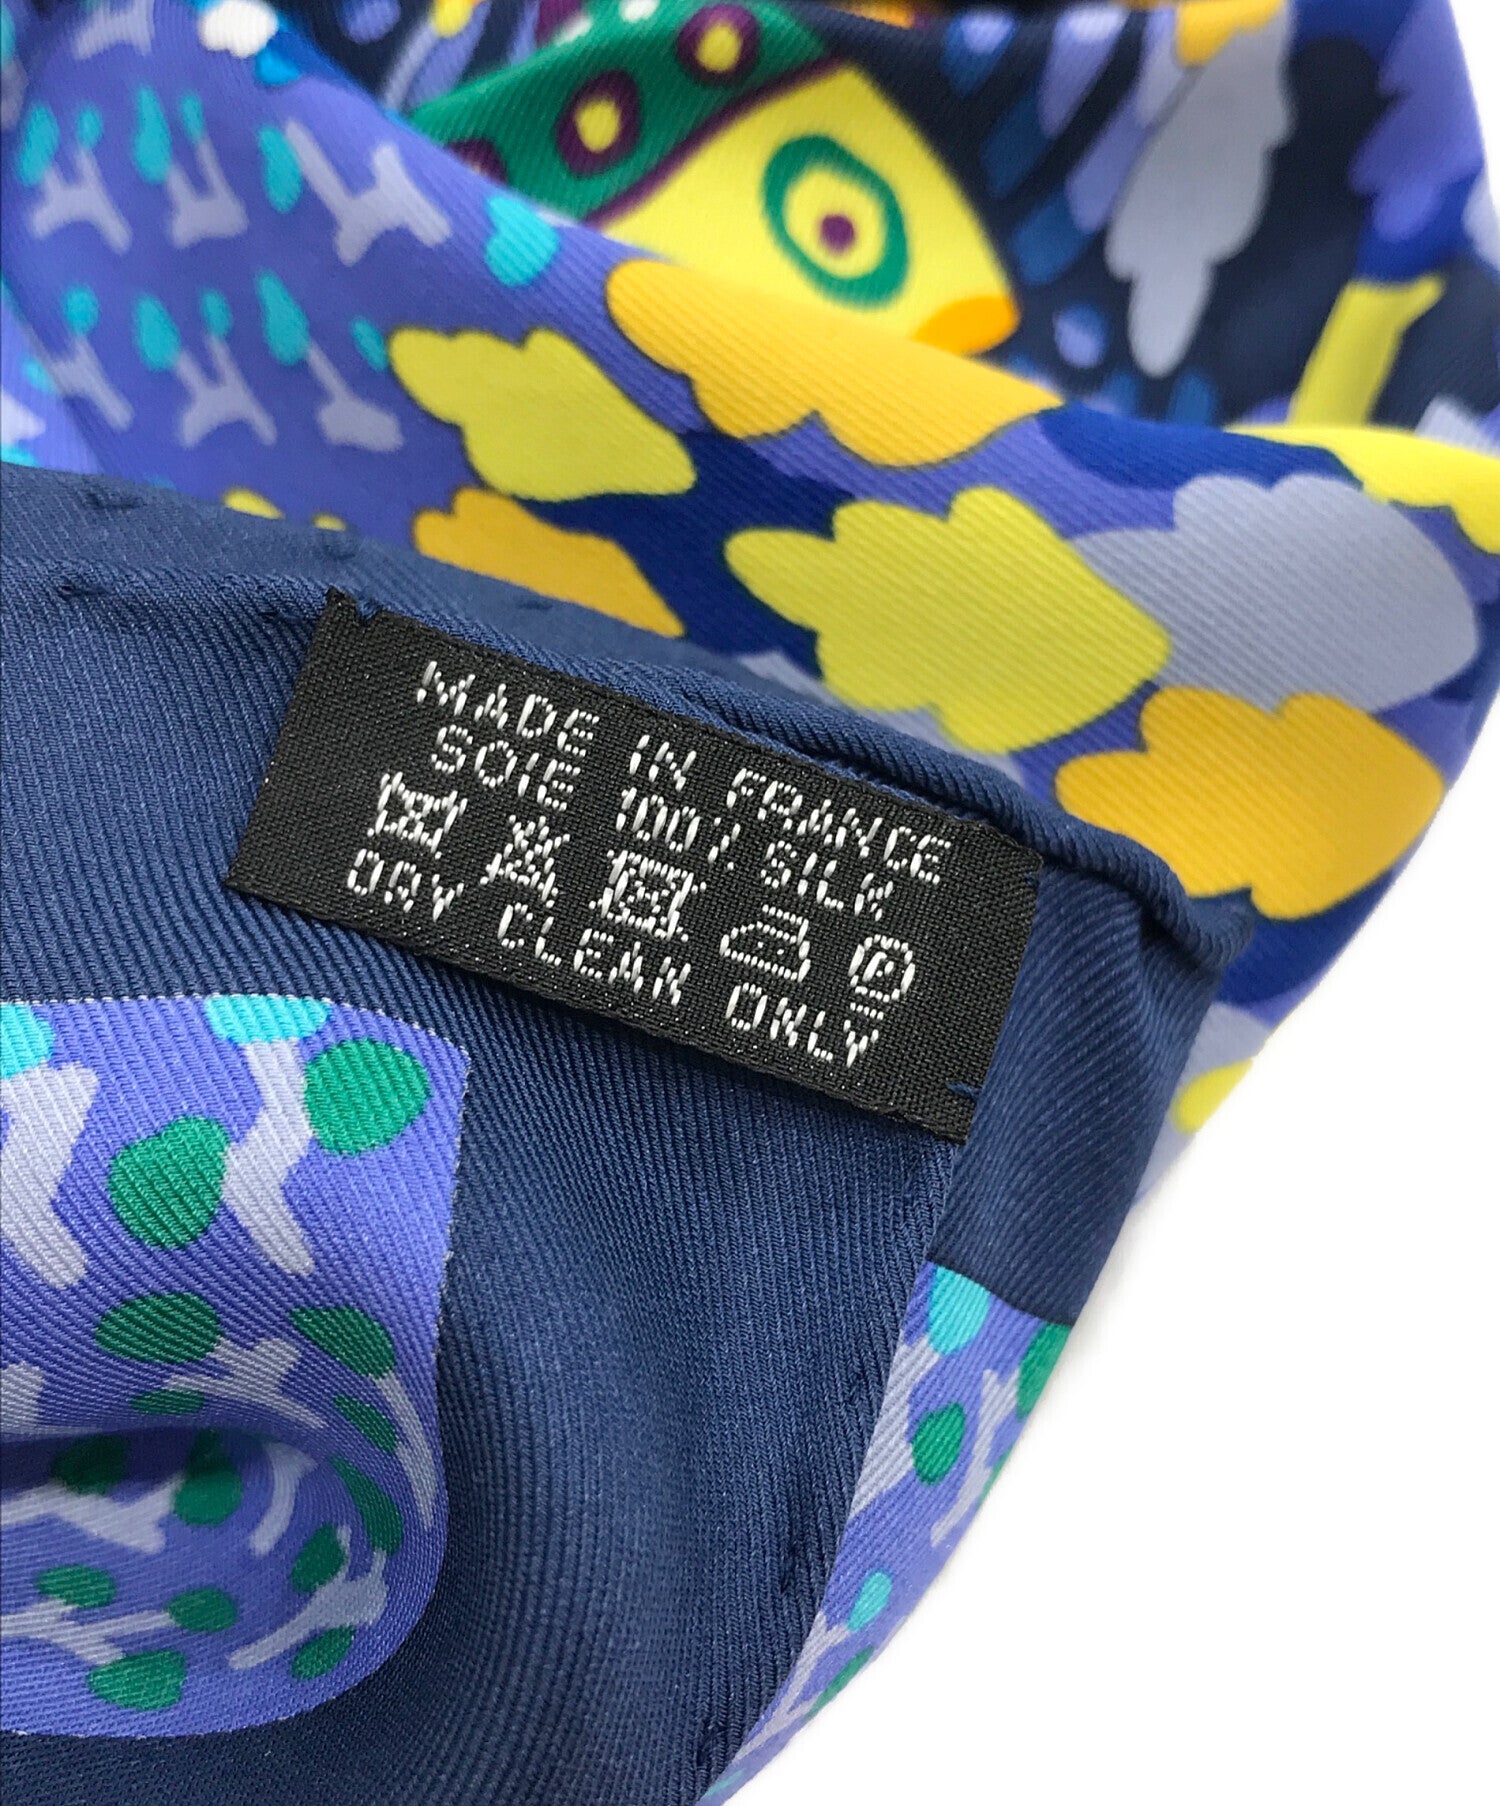 MADE IN FRANCE
SOIE 100% SILK
P
DRY CLEAN ONLY